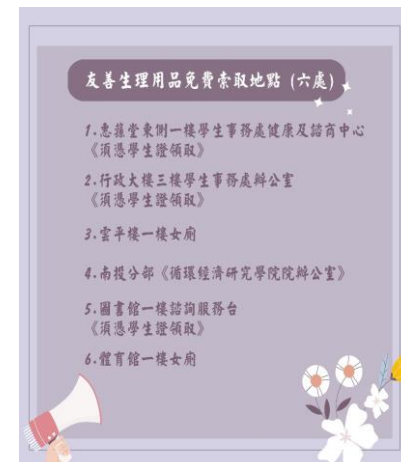 友善生理用品免費索取地點 (六處)
1.惠蓀堂東側一樓學生事務處健康及諮商中心
《須憑學生證領取》
2.行政大樓三樓學生事務處辦公室
《須憑學生證領取》
3.雲平樓一樓女廁
4.南投分部《循環經濟研究學院院辦公室》
5.圖書館一樓諮詢服務台
《須憑學生證領取》
6.體育館一樓女廁